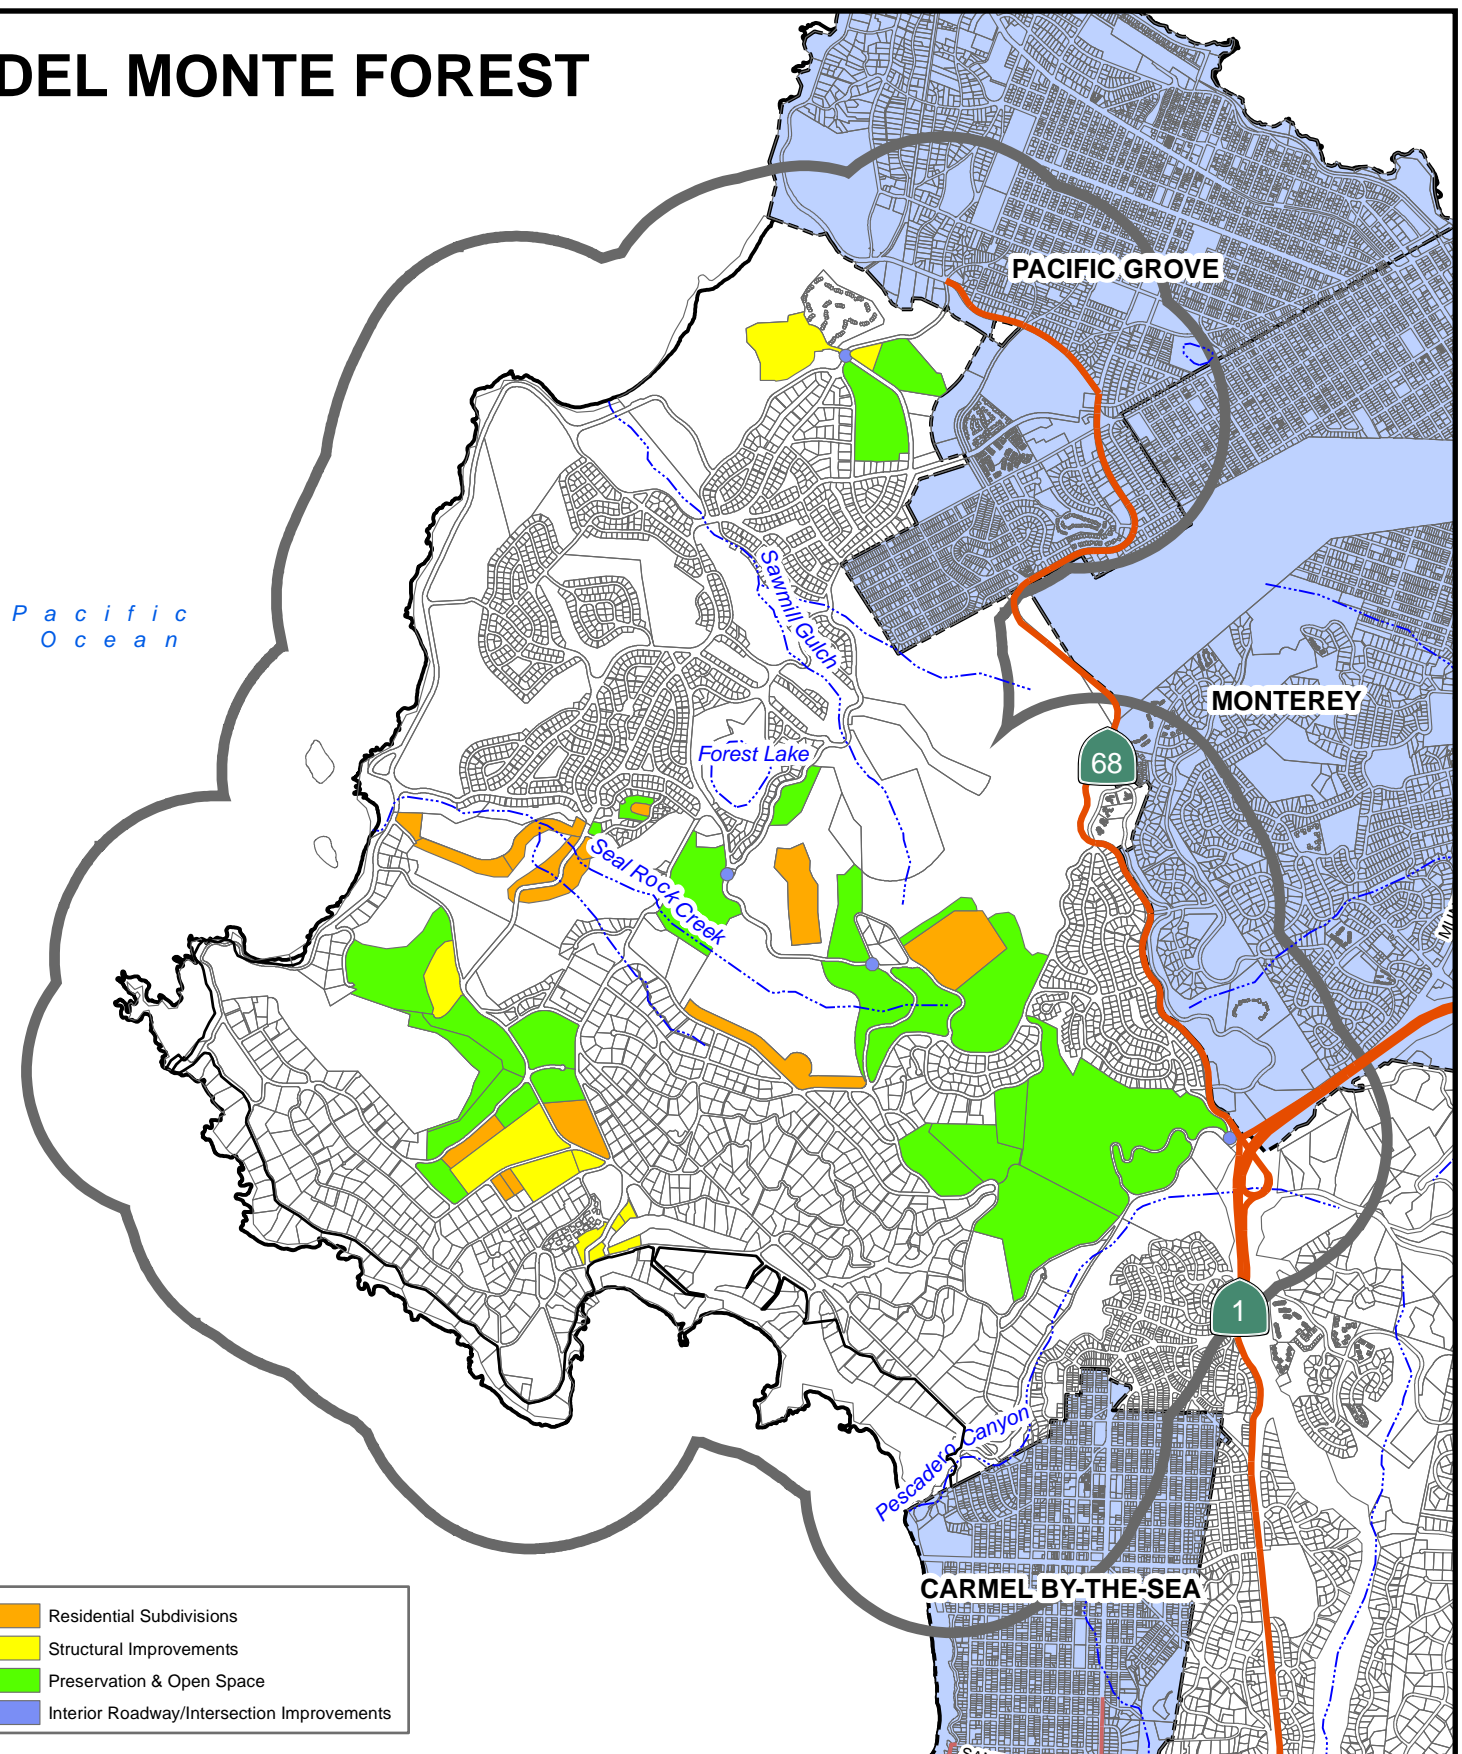 DEL MONTE FOREST
PACIFIC GROVE
Sawmill Gulch
Pacific
Ocean
MONTEREY
Forest Lake
68
Seal Rock Creek
1
Pescadero Canyon
CARMEL BY-THE-SEA
Residential Subdivisions
Structural Improvements
Preservation & Open Space
Interior Roadway/Intersection Improvements